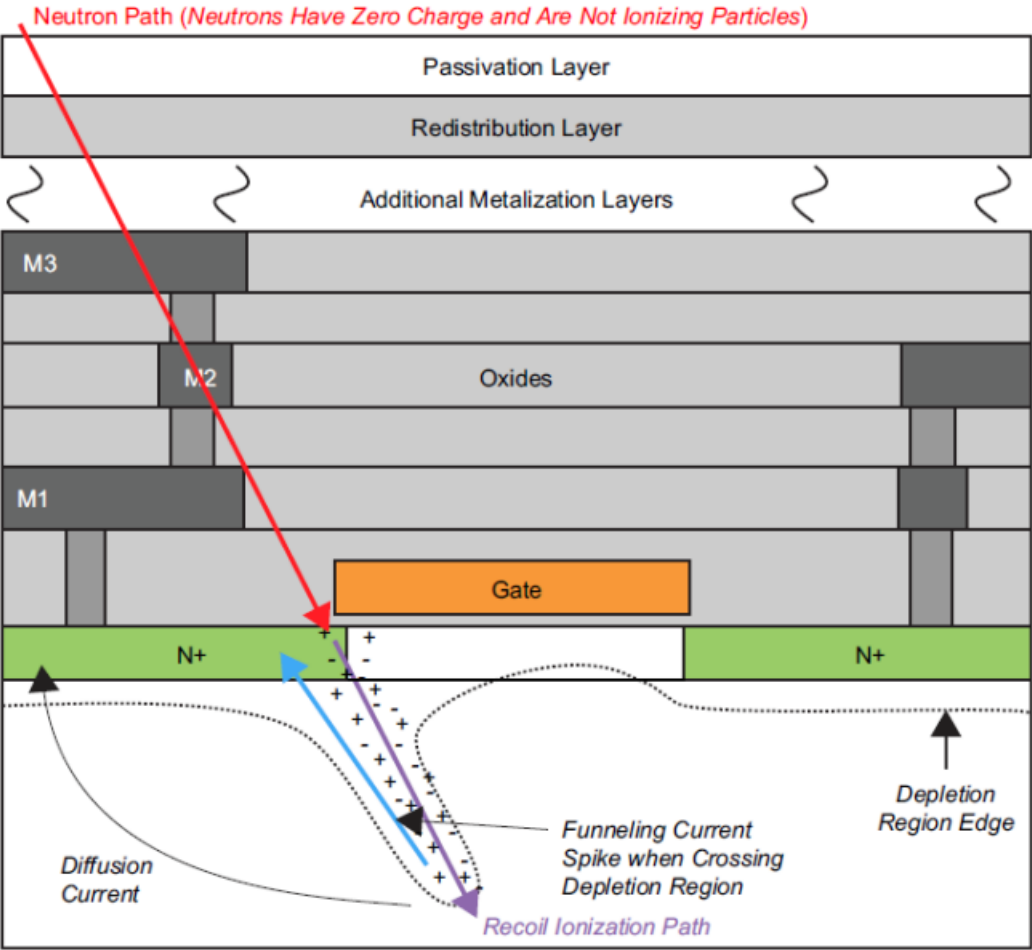 Neutron Path (Neutrons Have Zero Charge and Are Not Ionizing Particles)
Passivation Layer
Redistribution Layer
Additional Metalization Layers
M3
M2
Oxides
M1
Gate
N+
N+
Depletion
Region Edge
Funneling Current
Spike when Crossing
Depletion Region
Diffusion
Current
Recoil Ionization Path